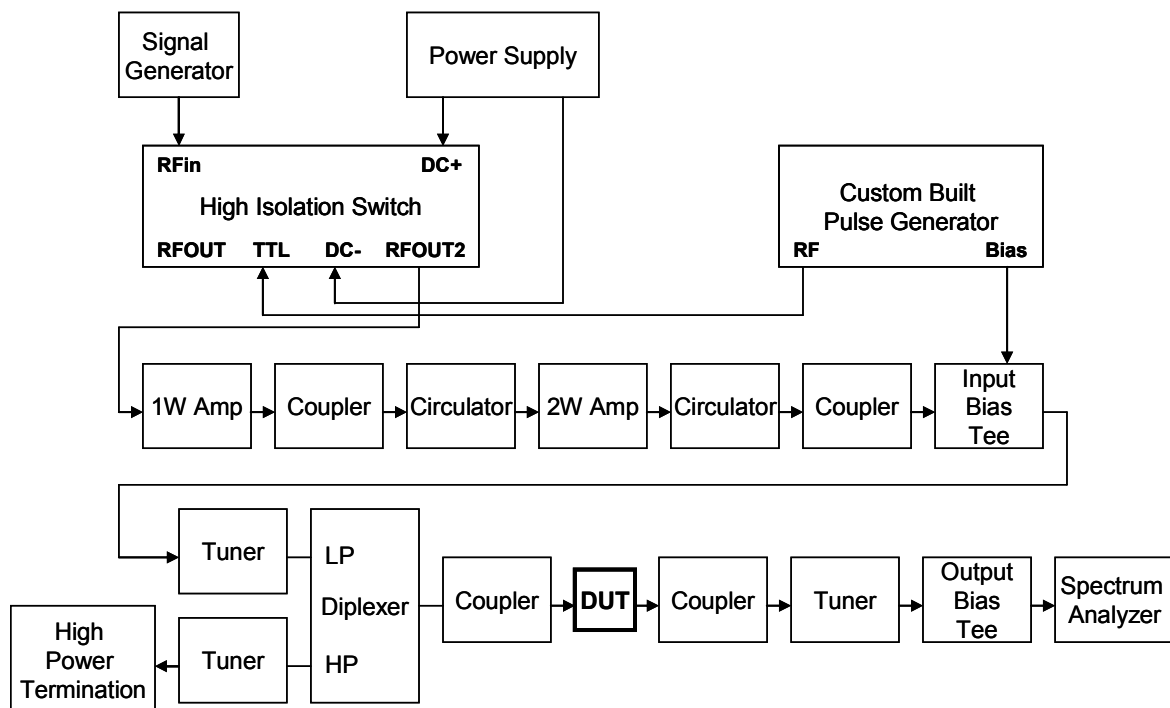 Signal
Generator
Power Supply
RFin
DC+
High Isolation Switch
RFOUT TTL DC- RFOUT2
Custom Built
Pulse Generator
RF
Bias
1W Amp
Coupler
Circulator
2W Amp
Circulator
Coupler
Input
Bias
Tee
Tuner
LP
Diplexer
HP
Tuner
High
Power
Termination
Coupler
DUT
Coupler
Tuner
Output
Bias
Tee
Spectrum
Analyzer